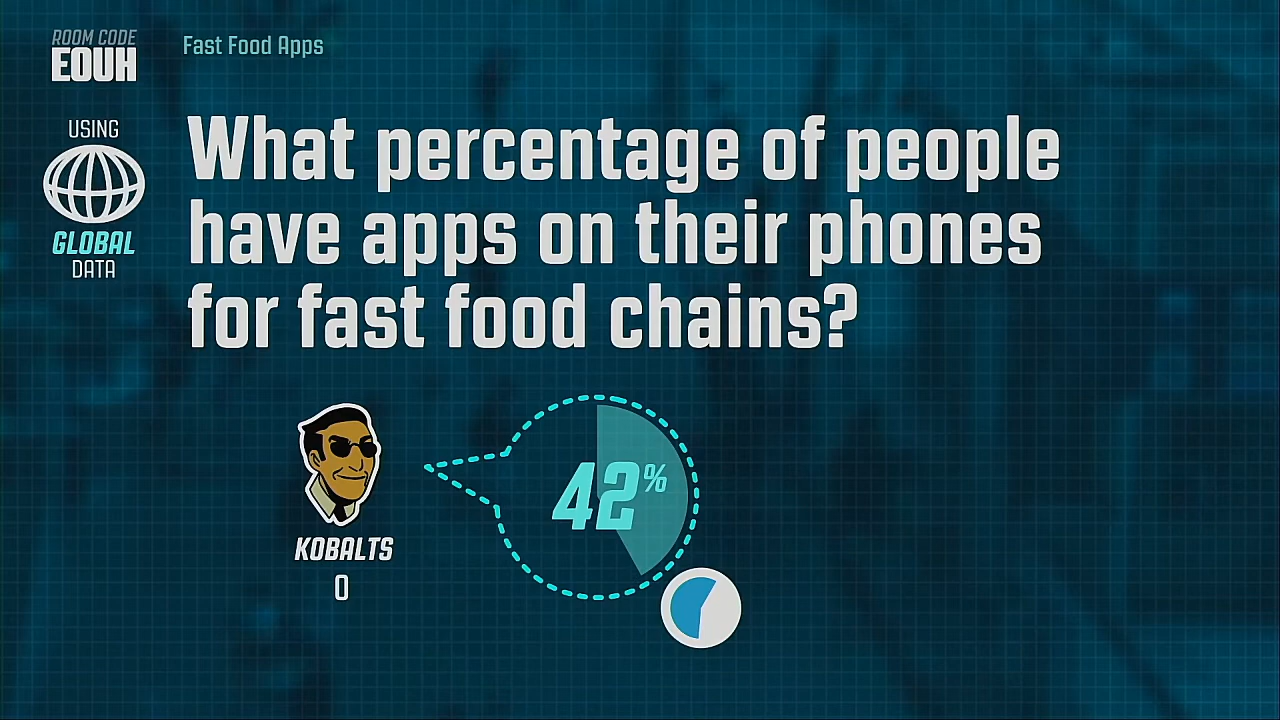 ROOM CODE
EOUH
Fast Food Apps
USING
GLOBAL
DATA
What percentage of people
have apps on their phones
for fast food chains?
42%
KOBALTS
0